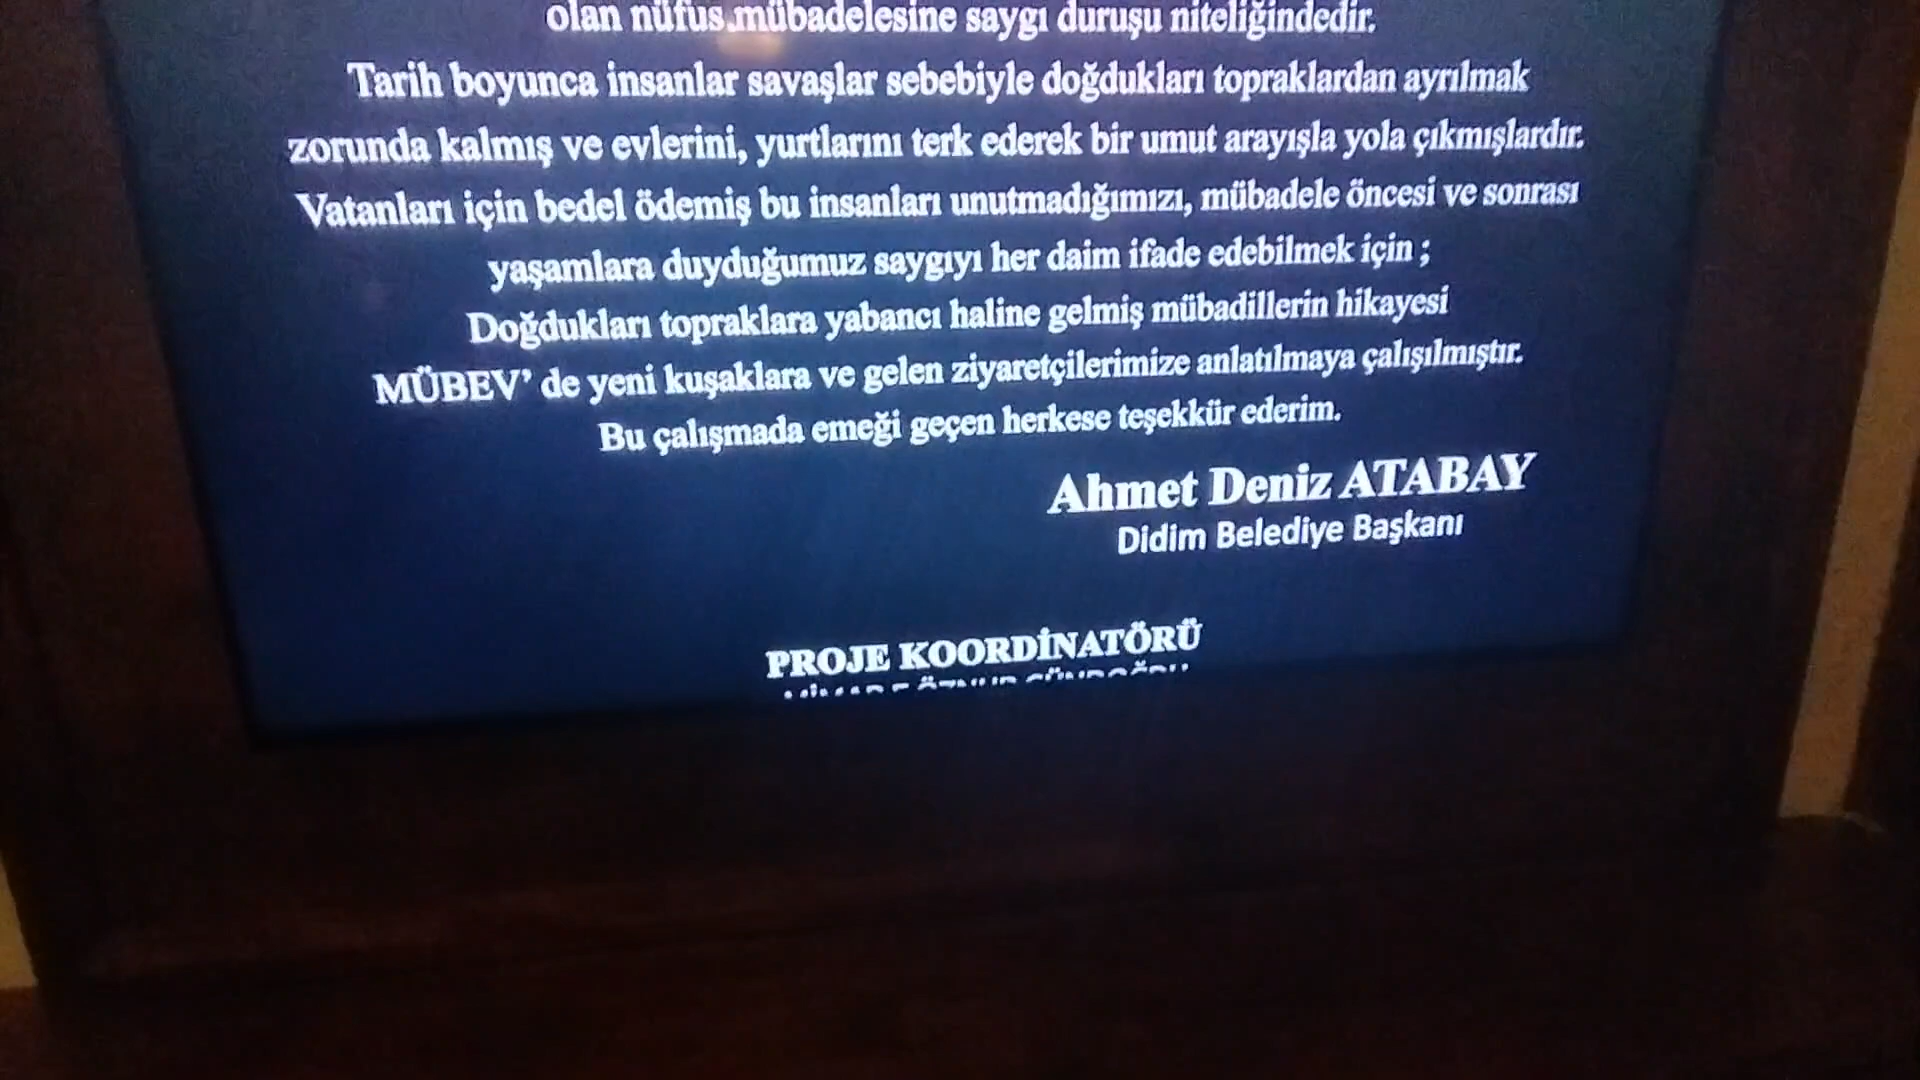 olan nüfus mübadelesine saygı duruşu niteliğindedir.
Tarih boyunca insanlar savaşlar sebebiyle doğdukları topraklardan ayrılmak
zorunda kalmış ve evlerini, yurtlarını terk ederek bir umut arayışla yola çıkmışlardır.
Vatanları için bedel ödemiş bu insanları unutmadığımızı, mübadele öncesi ve sonrası
yaşamlara duyduğumuz saygıyı her daim ifade edebilmek için ;
Doğdukları topraklara yabancı haline gelmiş mübadillerin hikayesi
MÜBEV' de yeni kuşaklara ve gelen ziyaretçilerimize anlatılmaya çalışılmıştır.
Bu çalışmada emeği geçen herkese teşekkür ederim.
Ahmet Deniz ATABAY
Didim Belediye Başkanı
PROJE KOORDİNATÖRÜ